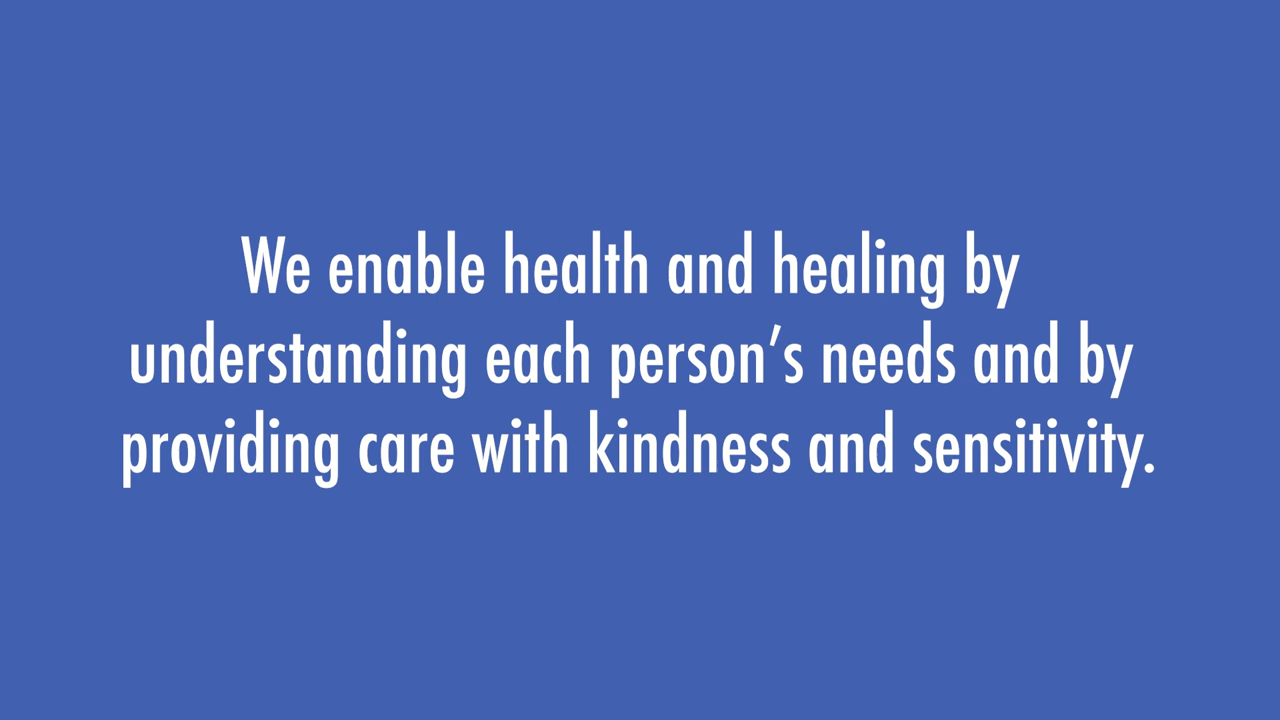 We enable health and healing by
understanding each person’s needs and by
providing care with kindness and sensitivity.